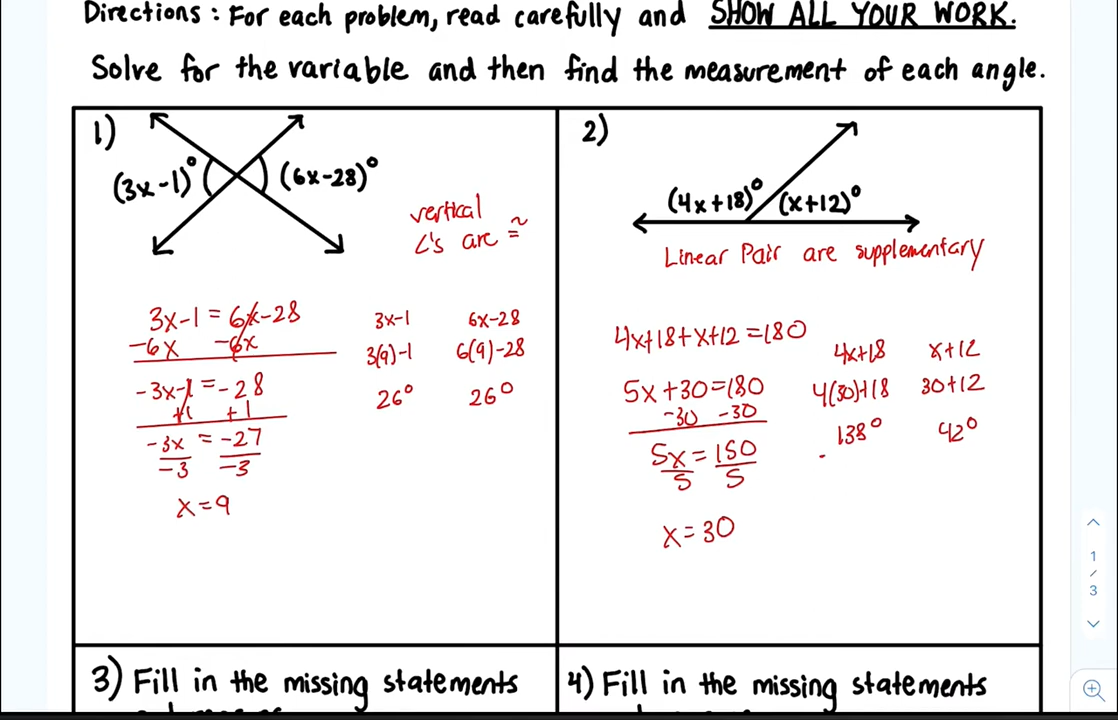 Directions : For each problem, read carefully and SHOW ALL YOUR WORK.
Solve for the variable and then find the measurement of each angle.
1)
(3x-1)°
(6x-28)°
vertical
∠'s are ≅
3x-1 = 6x-28
-6x -6x
-3x-1 = -28
+1 +1
-3x = -27
-3 -3
x=9
3x-1
3(9)-1
26°
6x-28
6(9)-28
26°
2)
(4x+18)°
(x+12)°
Linear Pair are supplementary
4x+18+x+12=180
5x+30=180
-30 -30
5x = 150
5 5
x=30
4x+18
4(30)+18
138°
x+12
30+12
42°
3) Fill in the missing statements
4) Fill in the missing statements
1
/
3